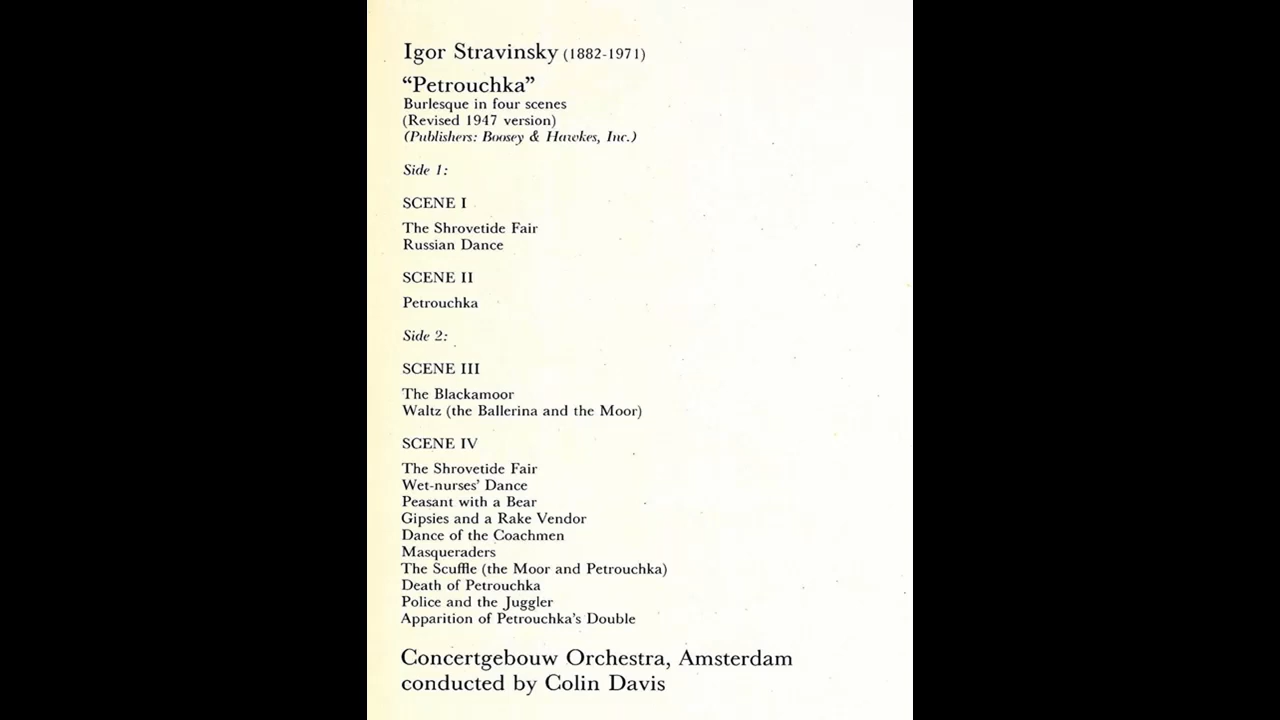 Igor Stravinsky (1882-1971)
“Petrouchka”
Burlesque in four scenes
(Revised 1947 version)
(Publishers: Boosey & Hawkes, Inc.)
Side 1:
SCENE I
The Shrovetide Fair
Russian Dance
SCENE II
Petrouchka
Side 2:
SCENE III
The Blackamoor
Waltz (the Ballerina and the Moor)
SCENE IV
The Shrovetide Fair
Wet-nurses’ Dance
Peasant with a Bear
Gipsies and a Rake Vendor
Dance of the Coachmen
Masqueraders
The Scuffle (the Moor and Petrouchka)
Death of Petrouchka
Police and the Juggler
Apparition of Petrouchka’s Double
Concertgebouw Orchestra, Amsterdam
conducted by Colin Davis